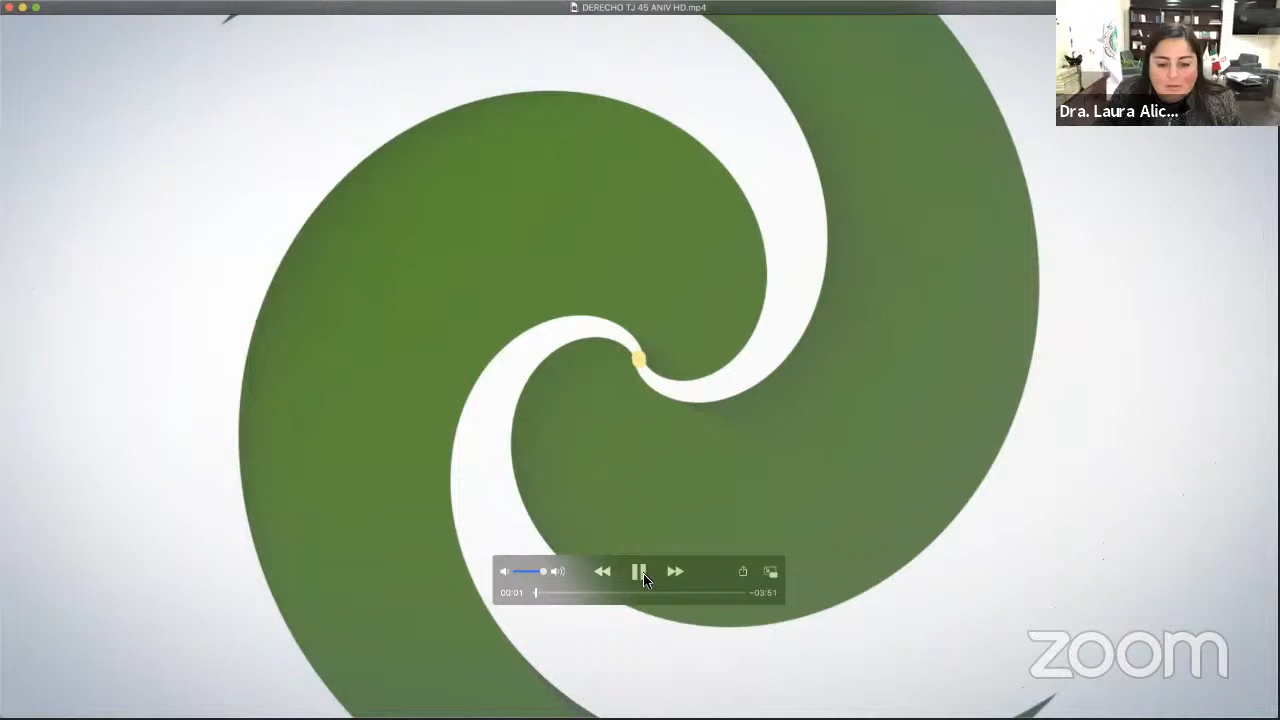 DERECHO TJ 45 ANIV HD.mp4
Dra. Laura Alic...
00:01
-03:51
zoom